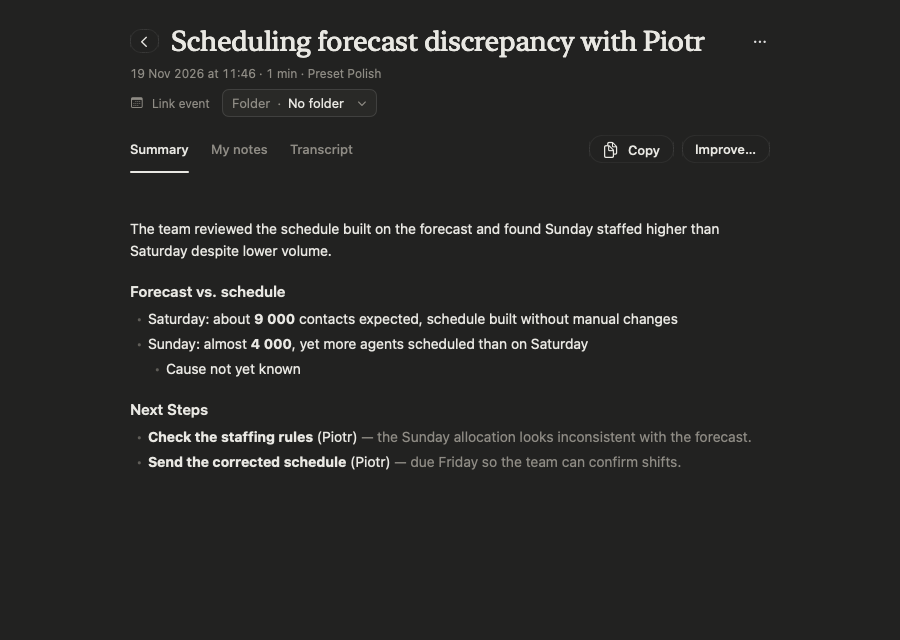 Scheduling forecast discrepancy with Piotr
19 Nov 2026 at 11:46 · 1 min · Preset Polish
Link event
Folder · No folder
Summary
My notes
Transcript
Copy
Improve...
The team reviewed the schedule built on the forecast and found Sunday staffed higher than
Saturday despite lower volume.
Forecast vs. schedule
Saturday: about 9 000 contacts expected, schedule built without manual changes
Sunday: almost 4 000, yet more agents scheduled than on Saturday
Cause not yet known
Next Steps
Check the staffing rules (Piotr) — the Sunday allocation looks inconsistent with the forecast.
Send the corrected schedule (Piotr) — due Friday so the team can confirm shifts.